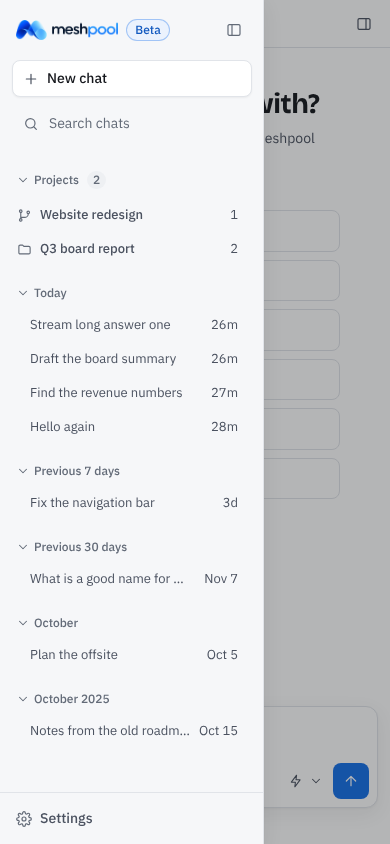 meshpool Beta
New chat
Search chats
with?
eshpool
Projects 2
Website redesign 1
Q3 board report 2
Today
Stream long answer one 26m
Draft the board summary 26m
Find the revenue numbers 27m
Hello again 28m
Previous 7 days
Fix the navigation bar 3d
Previous 30 days
What is a good name for ... Nov 7
October
Plan the offsite Oct 5
October 2025
Notes from the old roadm... Oct 15
Settings